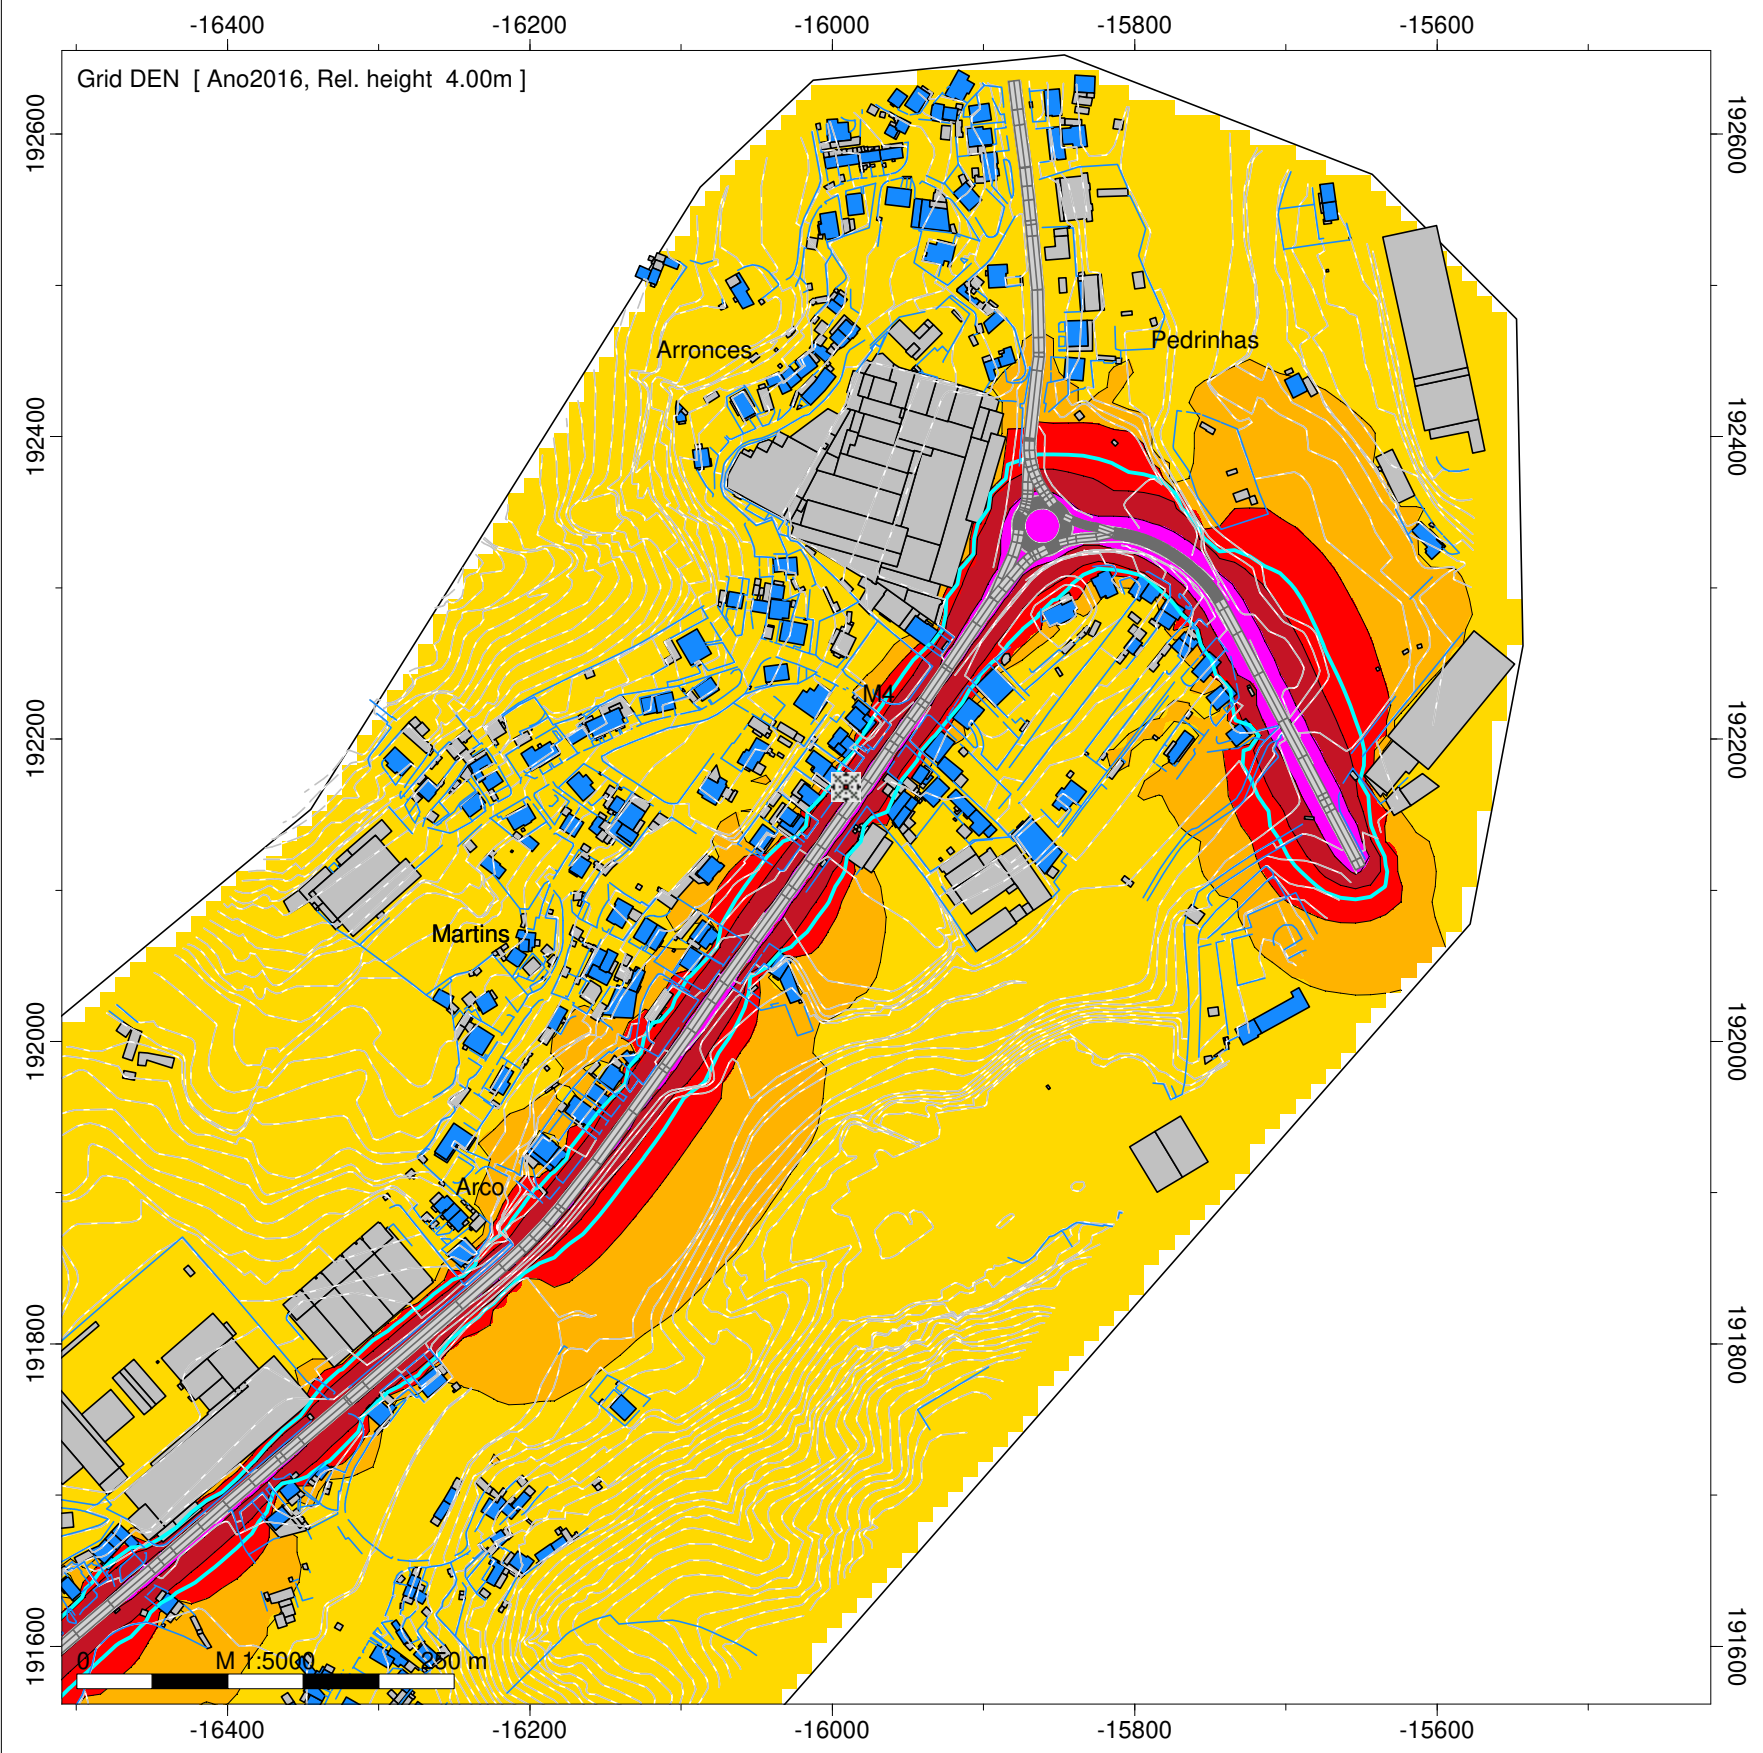 -16400 -16200 -16000 -15800 -15600
Grid DEN [ Ano2016, Rel. height 4.00m ]
192600 192600
Pedrinhas
Arronces
192400 192400
M4
192200 192200
Martins
192000 192000
Arco
191800 191800
191600 191600
0 M 1:5000 250 m
-16400 -16200 -16000 -15800 -15600